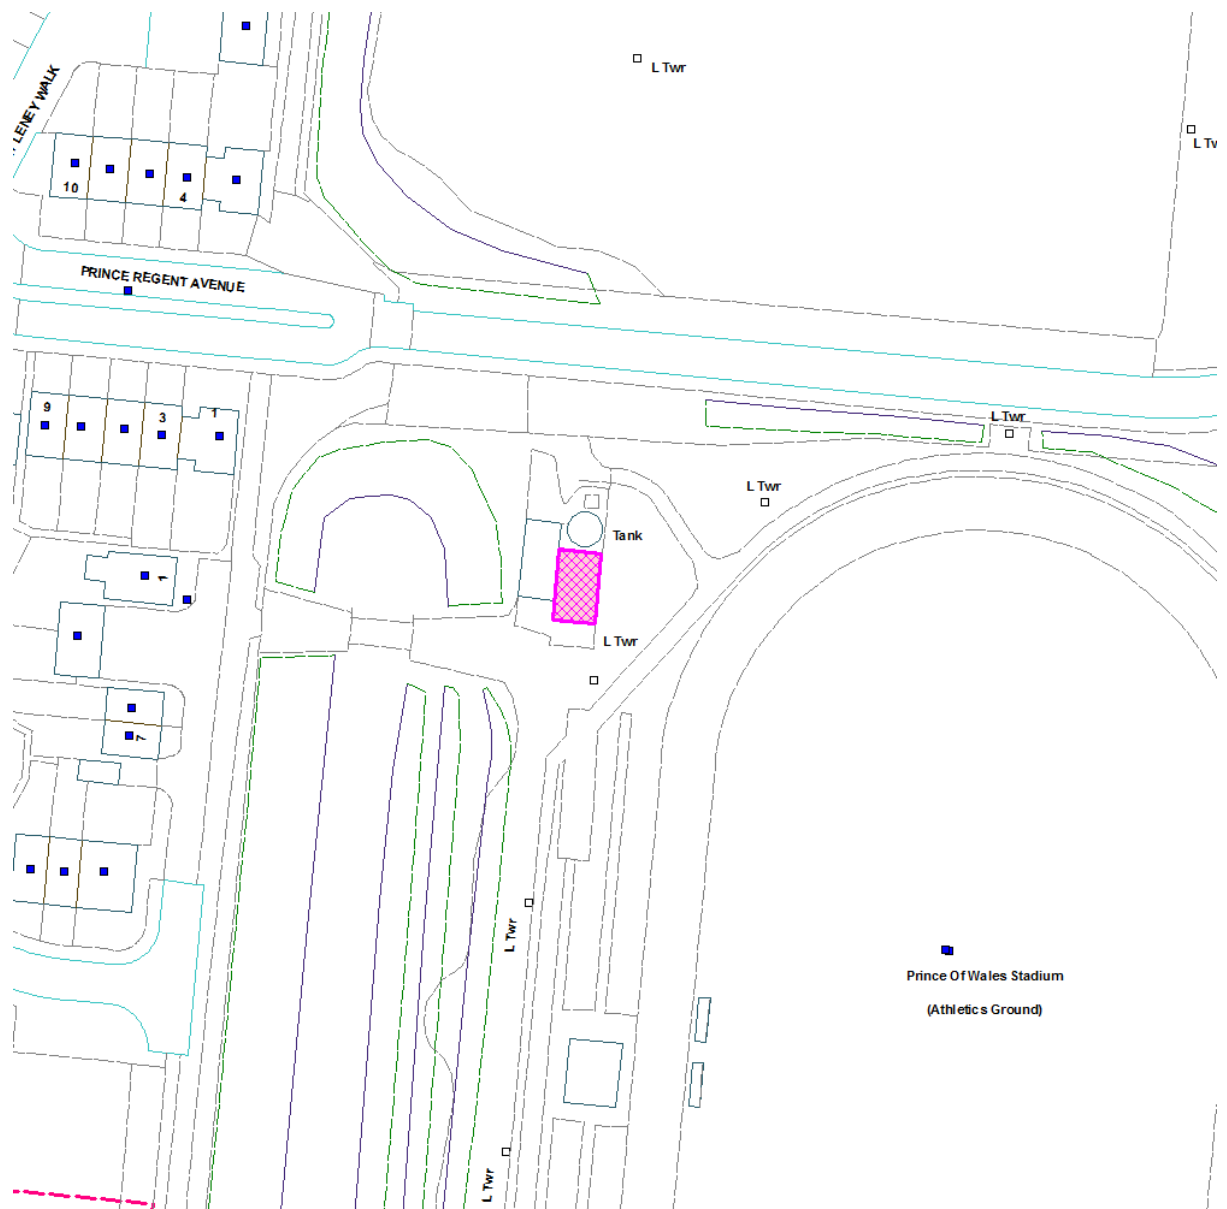 L Twr
L Tw
LENEY WALK
10
4
PRINCE REGENT AVENUE
9
3
1
L Twr
L Twr
Tank
1
L Twr
7
L Twr
Prince Of Wales Stadium
(Athletics Ground)
L Twr